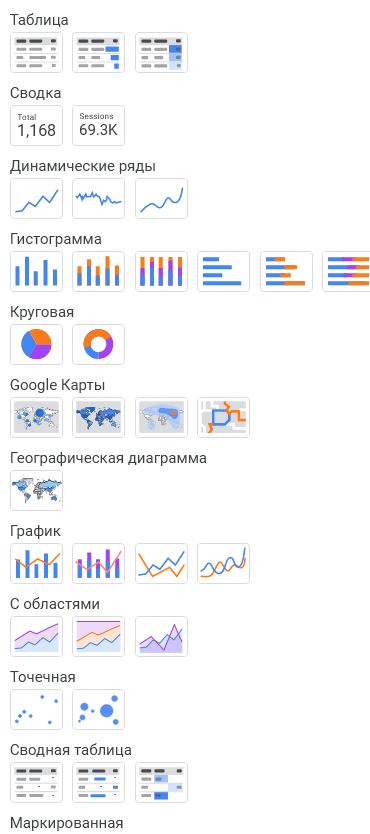 Таблица
Сводка
Total
1,168
Sessions
69.3K
Динамические ряды
Гистограмма
Круговая
Google Карты
Географическая диаграмма
График
С областями
Точечная
Сводная таблица
Маркированная